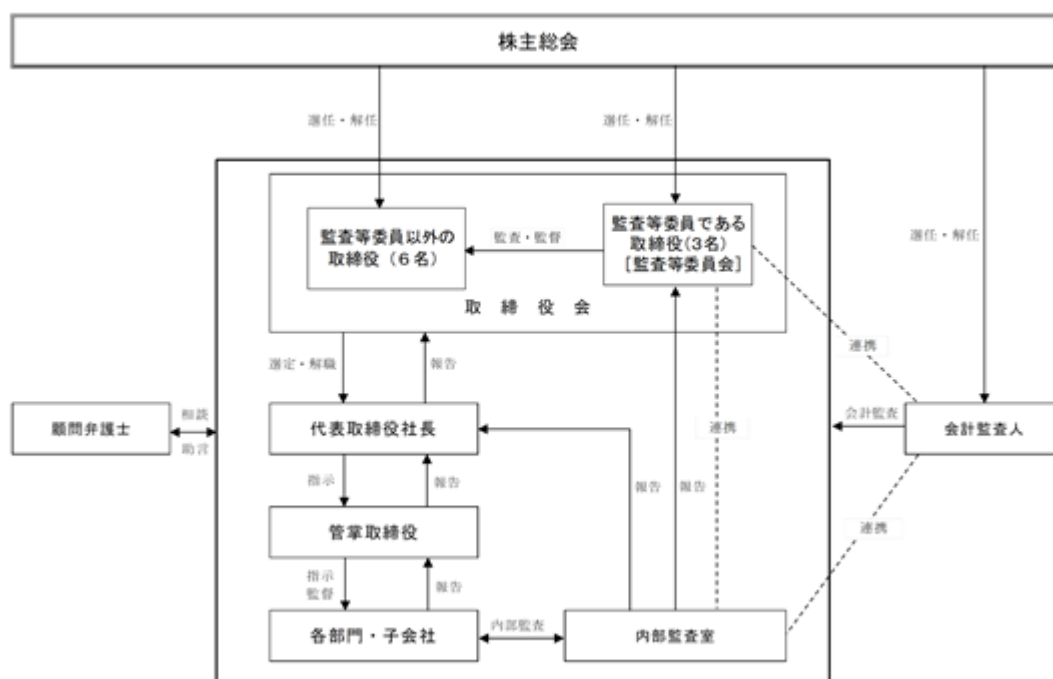 株主総会
選任・解任
選任・解任
選任・解任
監査等委員以外の
取締役（６名）
監査・監督
監査等委員である
取締役(3名)
[監査等委員会]
取締役会
連携
選定・解職
報告
顧問弁護士
相談
助言
代表取締役社長
連携
会計監査
会計監査人
指示
報告
報告
報告
管掌取締役
連携
指示
監督
報告
各部門・子会社
内部監査
内部監査室